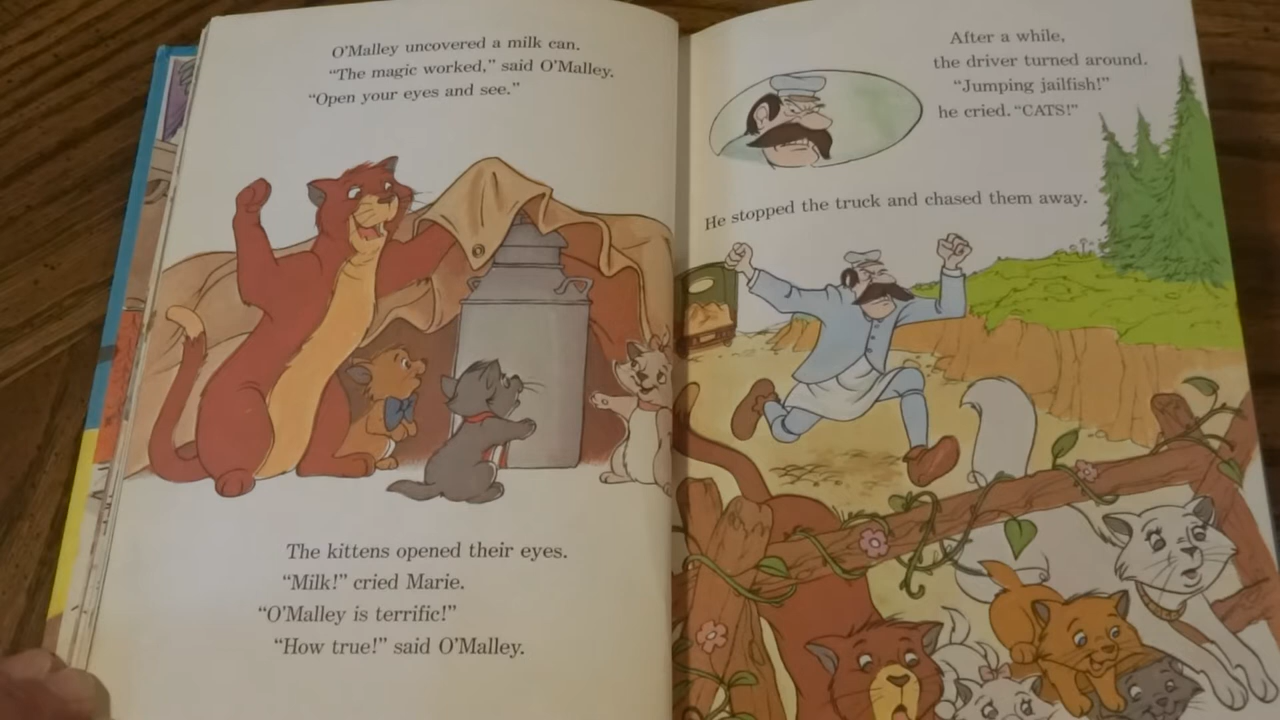 O'Malley uncovered a milk can.
"The magic worked," said O'Malley.
"Open your eyes and see."
The kittens opened their eyes.
"Milk!" cried Marie.
"O'Malley is terrific!"
"How true!" said O'Malley.
After a while,
the driver turned around.
"Jumping jailfish!"
he cried. "CATS!"
He stopped the truck and chased them away.